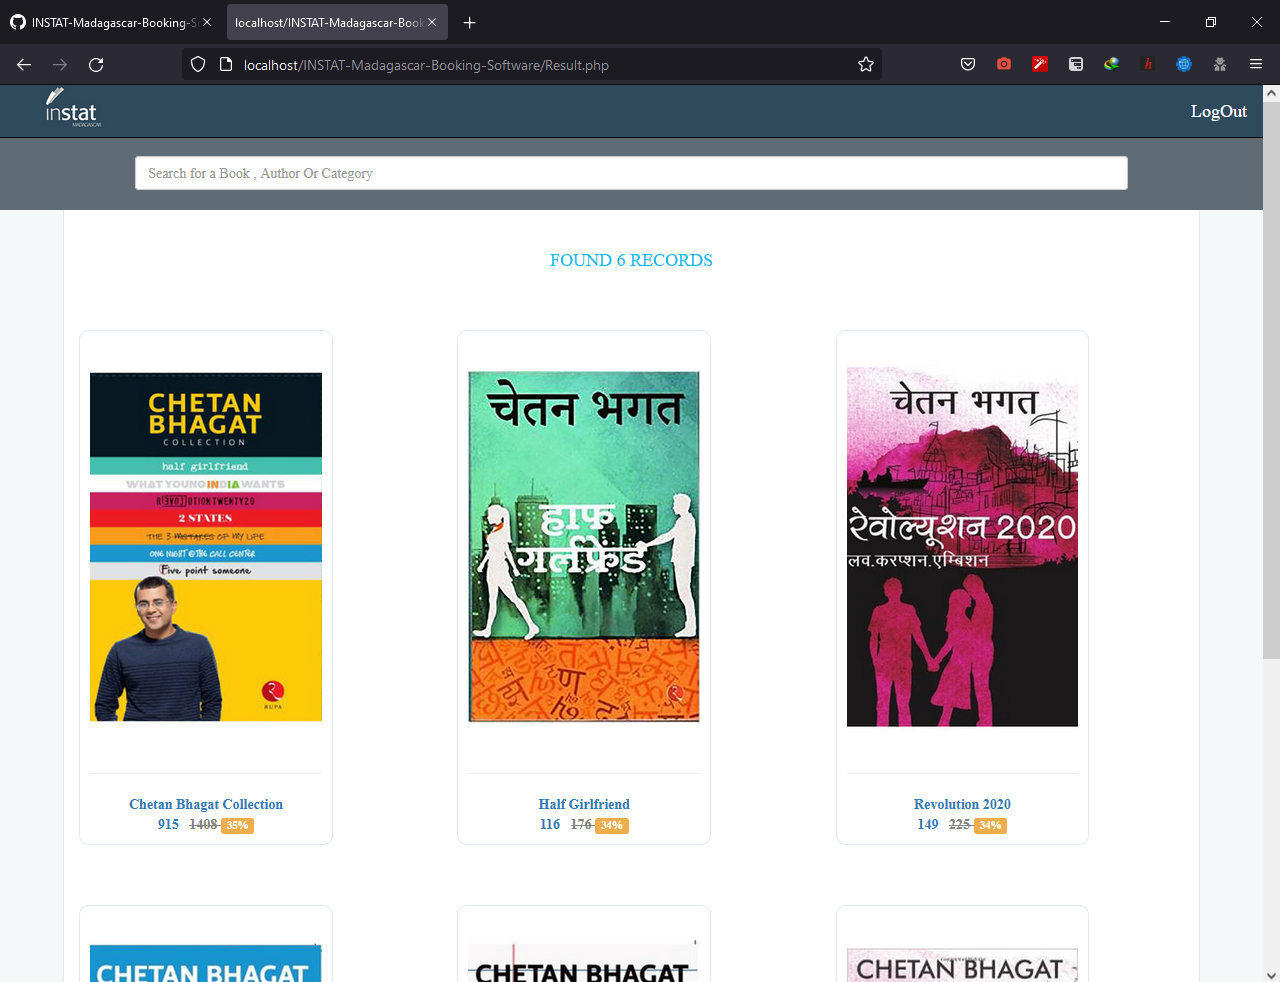 INSTAT-Madagascar-Booking-S
localhost/INSTAT-Madagascar-Book
localhost/INSTAT-Madagascar-Booking-Software/Result.php
instat
MADAGASCAR
LogOut
Search for a Book , Author Or Category
FOUND 6 RECORDS
CHETAN
BHAGAT
COLLECTION
half girlfriend
WHAT YOUNG INDIA WANTS
REVOLUTION TWENTY20
2 STATES
THE 3 MISTAKES OF MY LIFE
ONE NIGHT @ THE CALL CENTER
Five point someone
RUPA
Chetan Bhagat Collection
915 1408 35%
चेतन भगत
हाफ
गर्लफ्रेंड
Half Girlfriend
116 176 34%
चेतन भगत
रेवोल्यूशन 2020
लव.करप्शन.एम्बिशन
Revolution 2020
149 225 34%
CHETAN BHAGAT
CHETAN BHAGAT
CHETAN BHAGAT